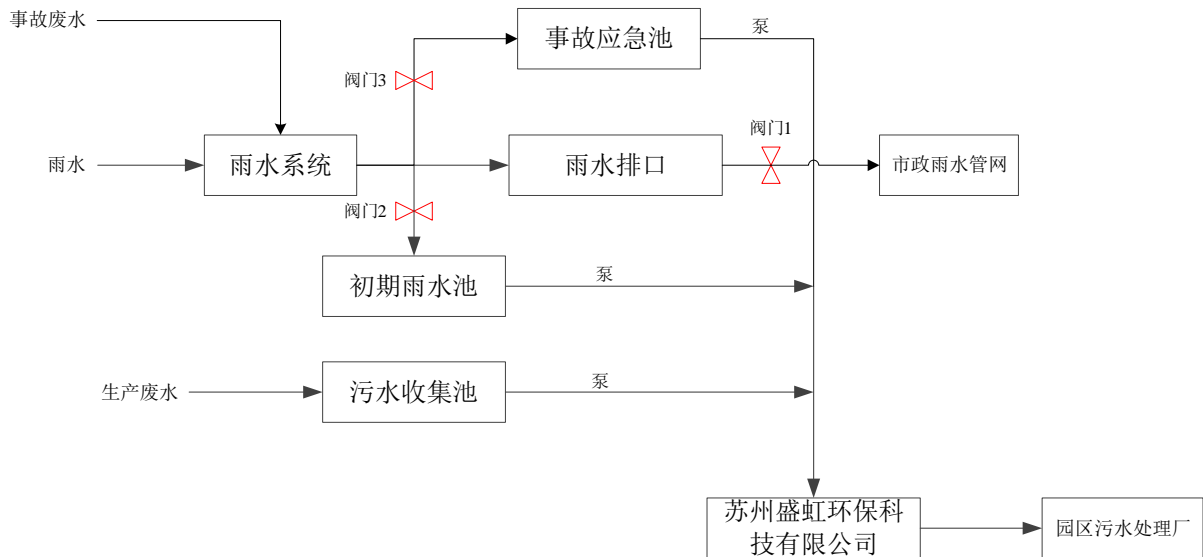 事故废水
事故应急池
泵
阀门3
阀门1
雨水
雨水系统
雨水排口
市政雨水管网
阀门2
初期雨水池
泵
生产废水
污水收集池
泵
苏州盛虹环保科
技有限公司
园区污水处理厂